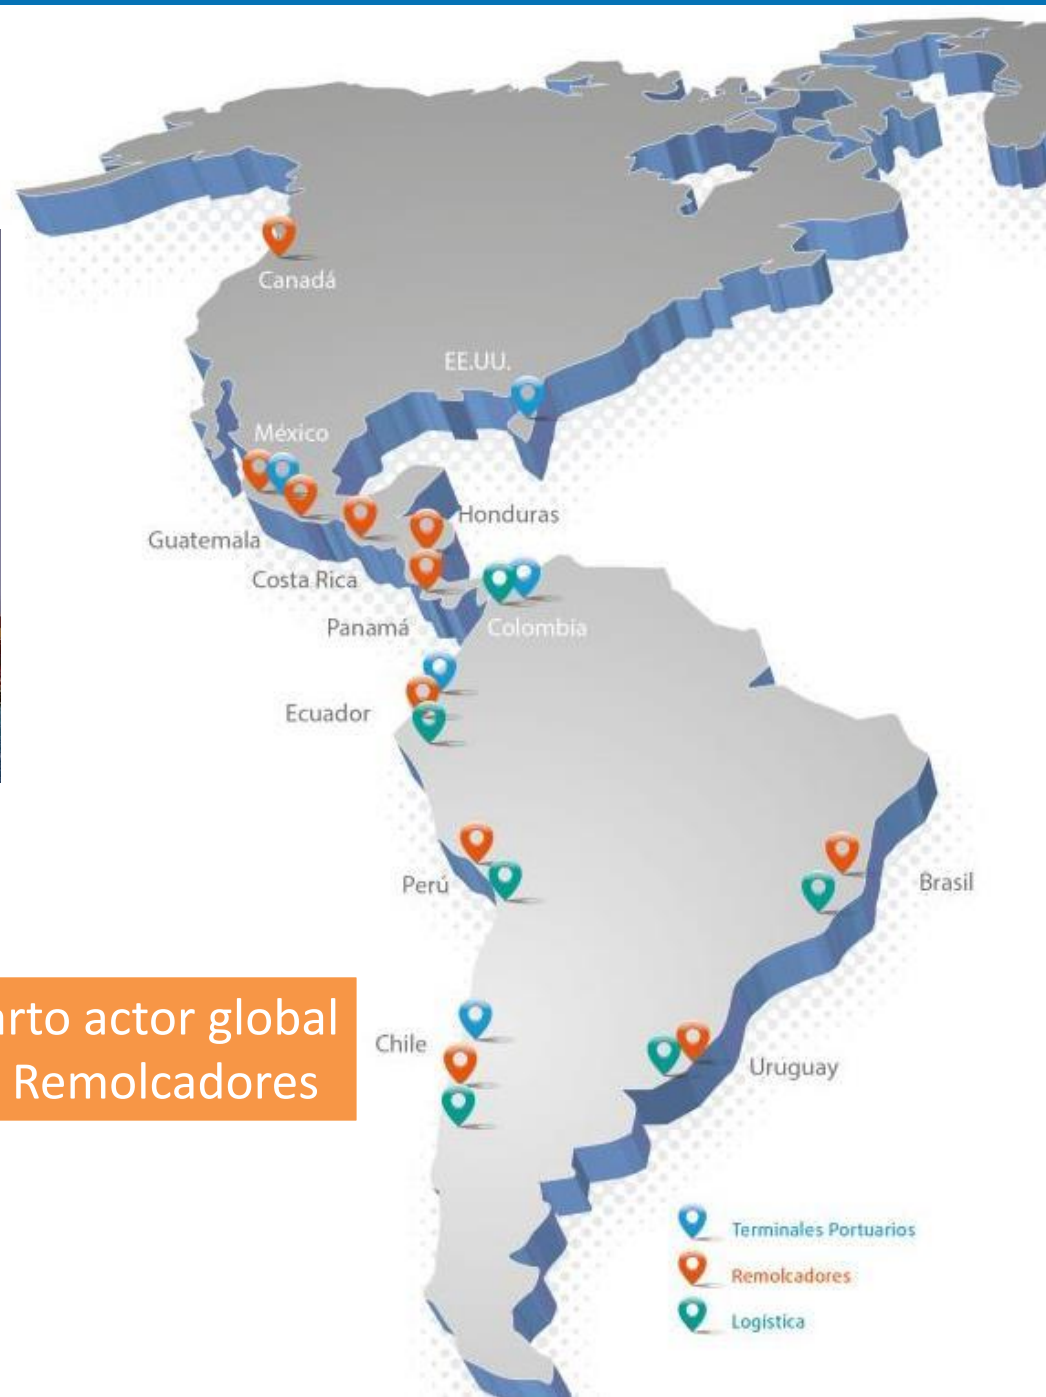 Canadá
EE.UU.
México
Honduras
Guatemala
Costa Rica
Panamá
Colombia
Ecuador
Perú
Brasil
actor global
Remolcadores
Chile
Uruguay
Terminales Portuarios
Remolcadores
Logística